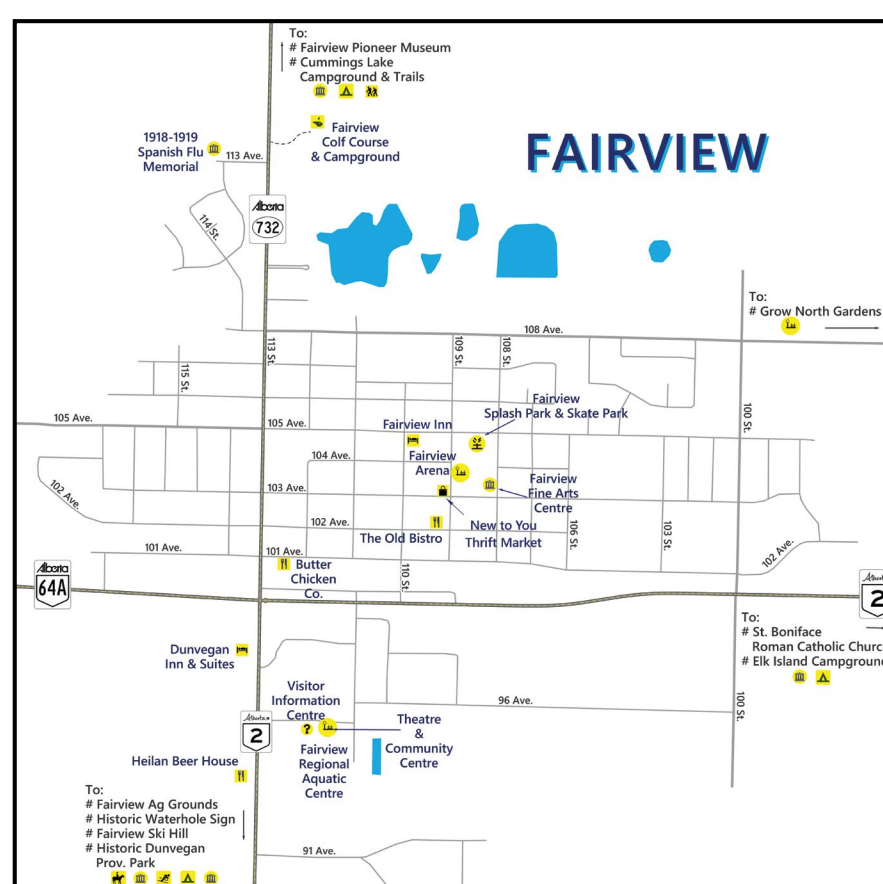 To:
# Fairview Pioneer Museum
# Cummings Lake
Campground & Trails
Fairview
Colf Course
& Campground
1918-1919
Spanish Flu
Memorial
113 Ave.
FAIRVIEW
Alberta
732
114 St.
To:
# Grow North Gardens
108 Ave.
113 St.
109 St.
108 St.
115 St.
Fairview
Splash Park & Skate Park
100 St.
105 Ave.
105 Ave.
Fairview Inn
104 Ave.
Fairview
Arena
103 Ave.
Fairview
Fine Arts
Centre
102 Ave.
102 Ave.
The Old Bistro
New to You
Thrift Market
106 St.
103 St.
102 Ave.
101 Ave.
101 Ave.
Butter
Chicken
Co.
110 St.
Alberta
64A
Albert
2
To:
# St. Boniface
Roman Catholic Churc
# Elk Island Campground
Dunvegan
Inn & Suites
Visitor
Information
Centre
?
96 Ave.
100 St.
Alberta
2
Theatre
&
Community
Centre
Fairview
Regional
Aquatic
Centre
Heilan Beer House
To:
# Fairview Ag Grounds
# Historic Waterhole Sign
# Fairview Ski Hill
# Historic Dunvegan
Prov. Park
91 Ave.